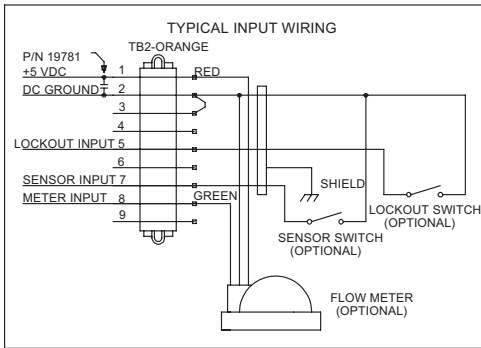 TYPICAL INPUT WIRING
TB2-ORANGE
P/N 19781
+5 VDC 1 RED
DC GROUND 2
3
4
LOCKOUT INPUT 5
6
SENSOR INPUT 7
METER INPUT 8 GREEN
9
SHIELD
LOCKOUT SWITCH
(OPTIONAL)
SENSOR SWITCH
(OPTIONAL)
FLOW METER
(OPTIONAL)